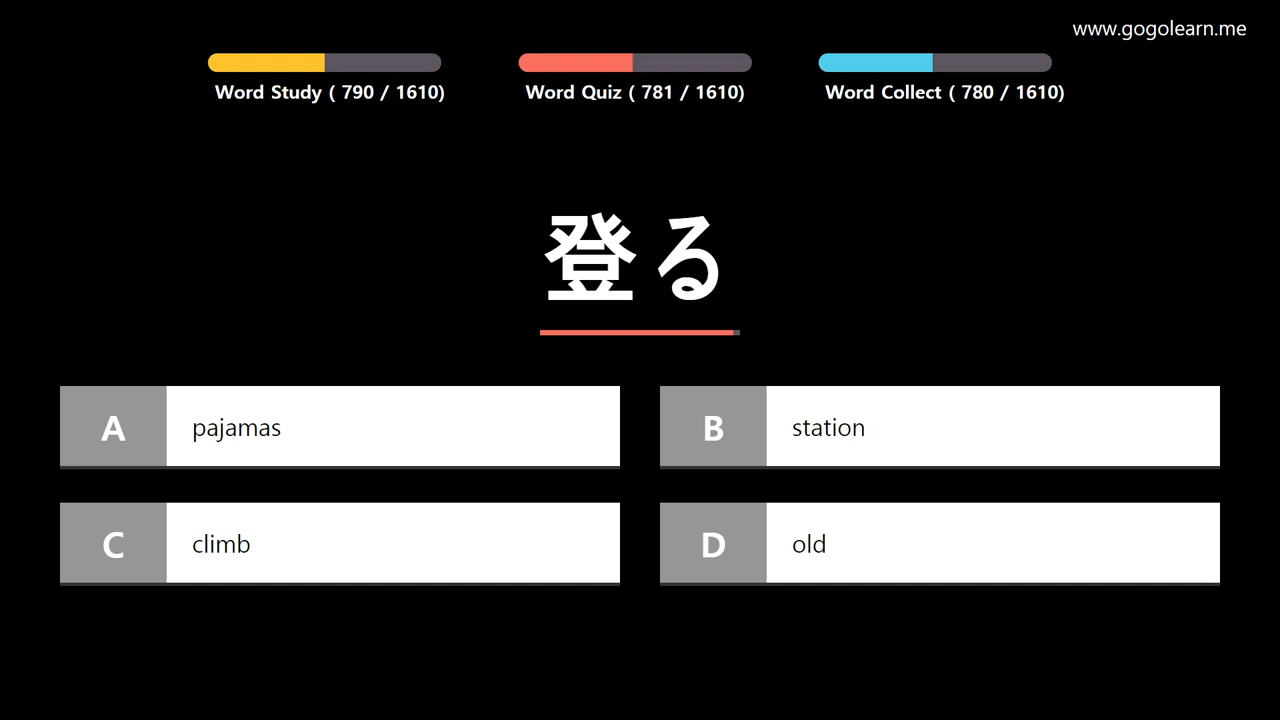 www.gogolearn.me
Word Study ( 790 / 1610)
Word Quiz ( 781 / 1610)
Word Collect ( 780 / 1610)
登る
A pajamas
B station
C climb
D old